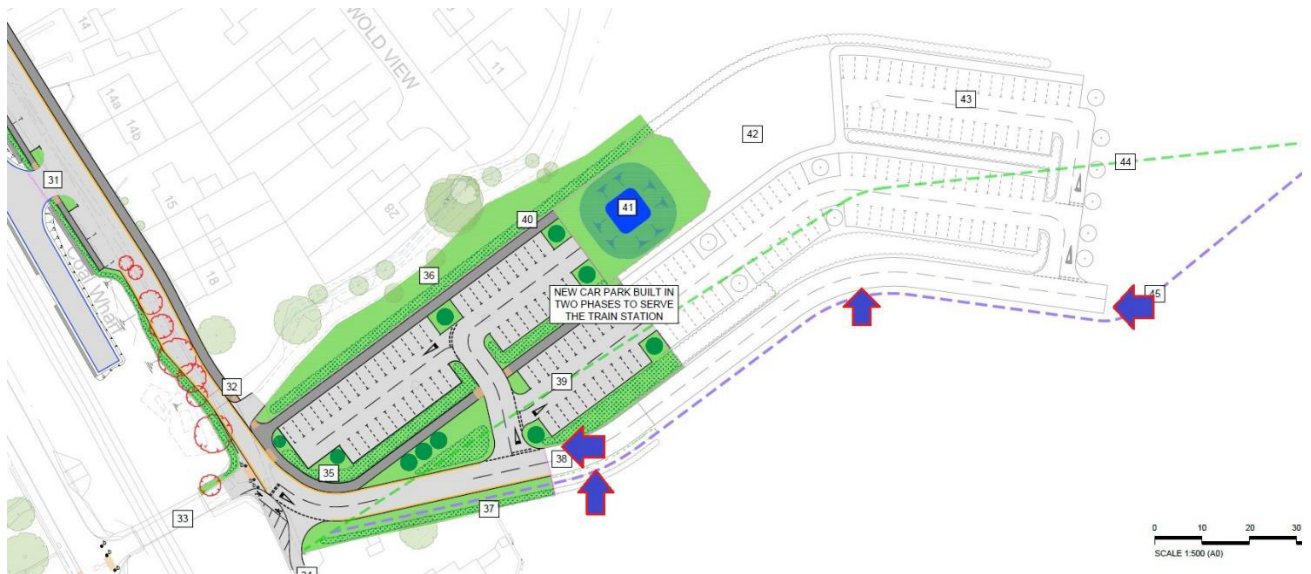 14
14a
14b
15
18
28
WOLD VIEW
11
31
32
33
35
36
37
38
39
40
41
42
43
44
45
NEW CAR PARK BUILT IN
TWO PHASES TO SERVE
THE TRAIN STATION
Wharf
0 10 20 30
SCALE 1:500 (A0)